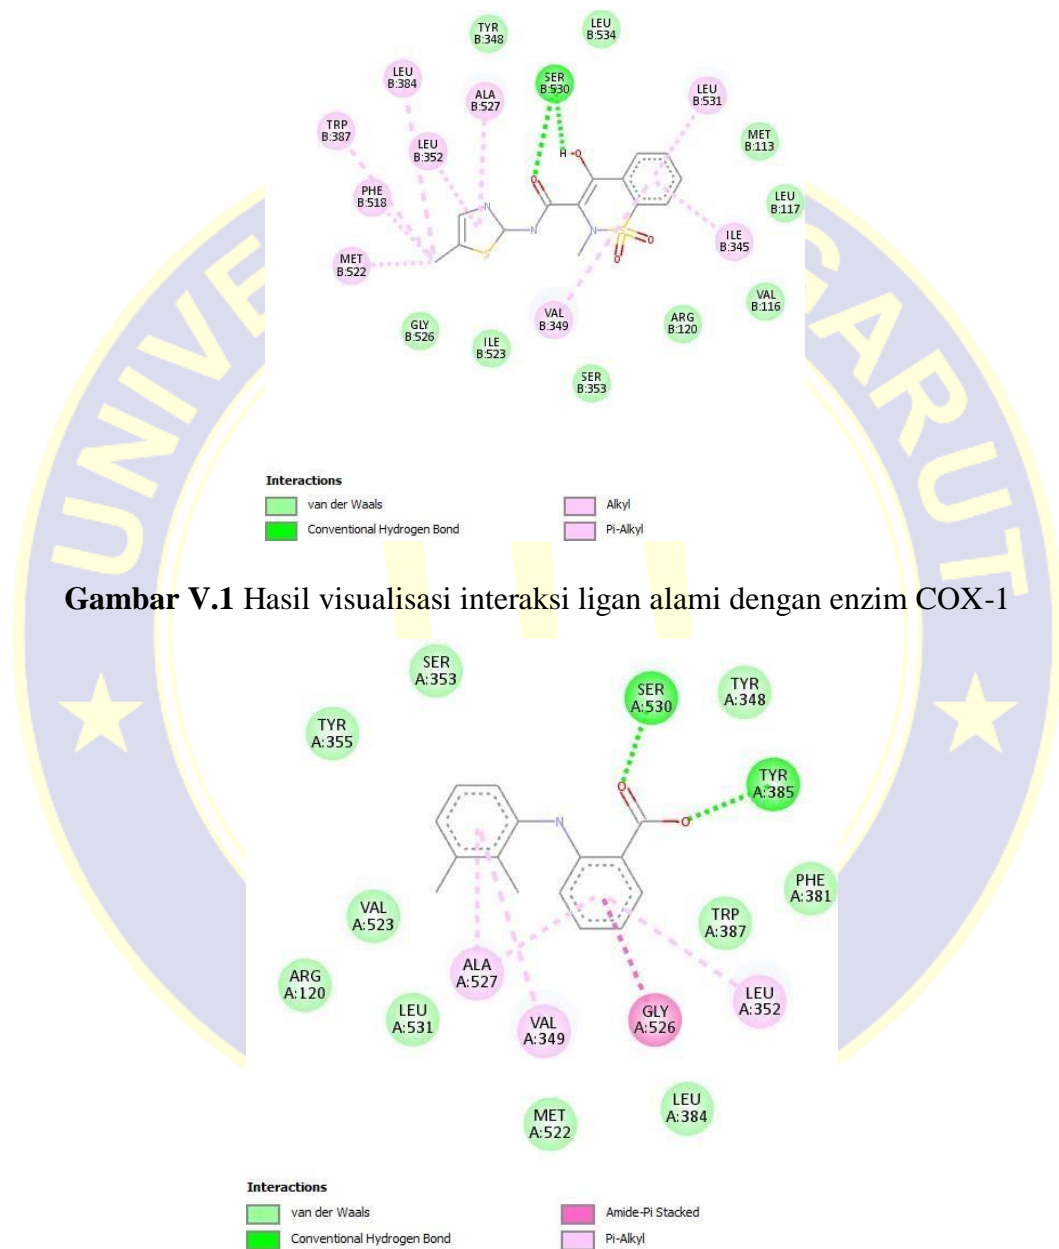 TYR B:348
LEU B:534
LEU B:384
SER B:530
ALA B:527
LEU B:531
TRP B:387
LEU B:352
MET B:113
PHE B:518
LEU B:117
H
O
O
N
N
N
S
S
O
O
ILE B:345
MET B:522
VAL B:349
VAL B:116
ARG B:120
GLY B:526
ILE B:523
SER B:353
Interactions
van der Waals
Alkyl
Conventional Hydrogen Bond
Pi-Alkyl
Gambar V.1 Hasil visualisasi interaksi ligan alami dengan enzim COX-1
SER A:353
SER A:530
TYR A:348
TYR A:355
TYR A:385
O
N
O
PHE A:381
VAL A:523
TRP A:387
ARG A:120
ALA A:527
LEU A:531
VAL A:349
GLY A:526
LEU A:352
MET A:522
LEU A:384
Interactions
van der Waals
Amide-Pi Stacked
Conventional Hydrogen Bond
Pi-Alkyl
UNIVE
GARUT